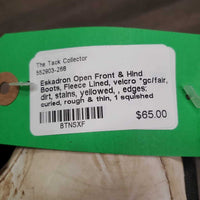 The Tack Collector
552903-268
Eskadron Open Front & Hind
Boots, Fleece Lined, velcro *gc/fair,
dirt, stains, yellowed, , edges:
curled, rough & thin, 1 squished
$65.00
BTNSXF